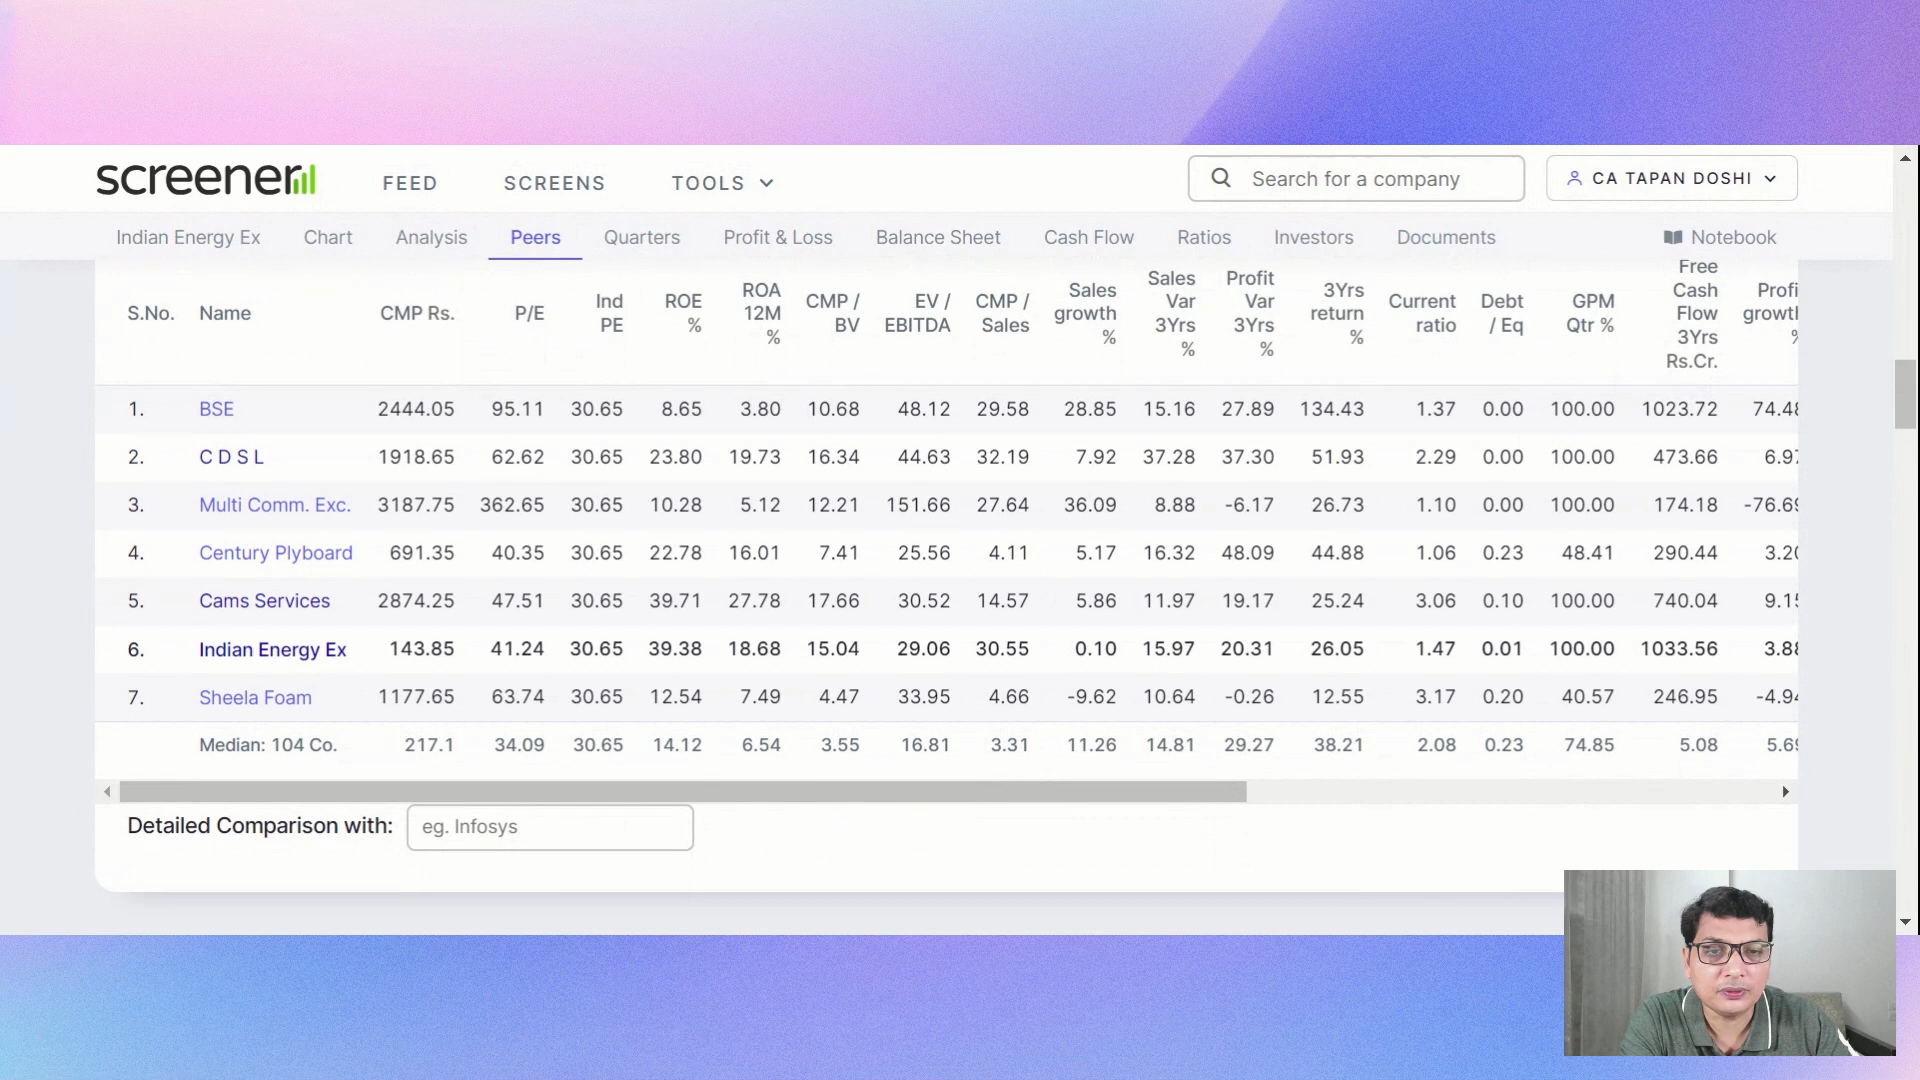 screener
FEED SCREENS TOOLS Search for a company CA TAPAN DOSHI
Indian Energy Ex Chart Analysis Peers Quarters Profit & Loss Balance Sheet Cash Flow Ratios Investors Documents Notebook
S.No. Name CMP Rs. P/E Ind PE ROE % ROA 12M % CMP / BV EV / EBITDA CMP / Sales Sales growth % Sales Var 3Yrs % Profit Var 3Yrs % 3Yrs return % Current ratio Debt / Eq GPM Qtr % Free Cash Flow 3Yrs Rs.Cr.
1. BSE 2444.05 95.11 30.65 8.65 3.80 10.68 48.12 29.58 28.85 15.16 27.89 134.43 1.37 0.00 100.00 1023.72 74.48
2. C D S L 1918.65 62.62 30.65 23.80 19.73 16.34 44.63 32.19 7.92 37.28 37.30 51.93 2.29 0.00 100.00 473.66 6.97
3. Multi Comm. Exc. 3187.75 362.65 30.65 10.28 5.12 12.21 151.66 27.64 36.09 8.88 -6.17 26.73 1.10 0.00 100.00 174.18 -76.69
4. Century Plyboard 691.35 40.35 30.65 22.78 16.01 7.41 25.56 4.11 5.17 16.32 48.09 44.88 1.06 0.23 48.41 290.44 3.20
5. Cams Services 2874.25 47.51 30.65 39.71 27.78 17.66 30.52 14.57 5.86 11.97 19.17 25.24 3.06 0.10 100.00 740.04 9.15
6. Indian Energy Ex 143.85 41.24 30.65 39.38 18.68 15.04 29.06 30.55 0.10 15.97 20.31 26.05 1.47 0.01 100.00 1033.56 3.88
7. Sheela Foam 1177.65 63.74 30.65 12.54 7.49 4.47 33.95 4.66 -9.62 10.64 -0.26 12.55 3.17 0.20 40.57 246.95 -4.94
Median: 104 Co. 217.1 34.09 30.65 14.12 6.54 3.55 16.81 3.31 11.26 14.81 29.27 38.21 2.08 0.23 74.85 5.08 5.69
Detailed Comparison with: eg. Infosys